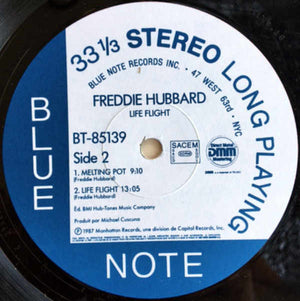 33 1/3 STEREO LONG PLAYING
BLUE NOTE RECORDS INC. • 47 WEST 63rd • NYC
FREDDIE HUBBARD
LIFE FLIGHT
BT-85139
Side 2
SACEM
Direct Metal
DMM
Mastering
1. MELTING POT 9:10
(Freddie Hubbard)
2. LIFE FLIGHT 13:05
(Freddie Hubbard)
Ed. BMI Hub-Tones Music Company
Produit par Michael Cuscuna
℗ 1987 Manhattan Records, une division de Capitol Records, Inc.
BLUE
NOTE